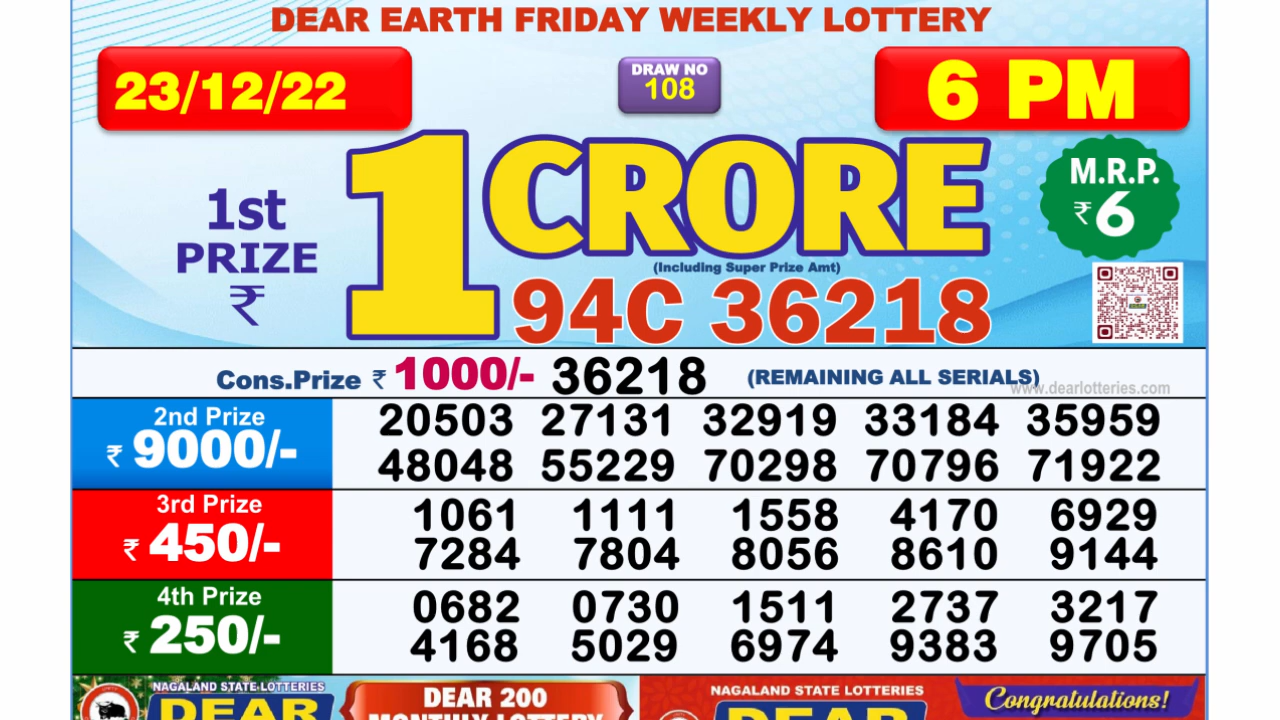 DEAR EARTH FRIDAY WEEKLY LOTTERY
23/12/22
DRAW NO
108
6 PM
1st
PRIZE
₹
1 CRORE
(Including Super Prize Amt)
94C 36218
M.R.P.
₹6
Cons.Prize ₹ 1000/- 36218 (REMAINING ALL SERIALS)
www.dearlotteries.com
2nd Prize
₹ 9000/-
20503 27131 32919 33184 35959
48048 55229 70298 70796 71922
3rd Prize
₹ 450/-
1061 1111 1558 4170 6929
7284 7804 8056 8610 9144
4th Prize
₹ 250/-
0682 0730 1511 2737 3217
4168 5029 6974 9383 9705
NAGALAND STATE LOTTERIES
DEAR
DEAR 200
MONTHLY LOTTERY
NAGALAND STATE LOTTERIES
DEAR
Congratulations!